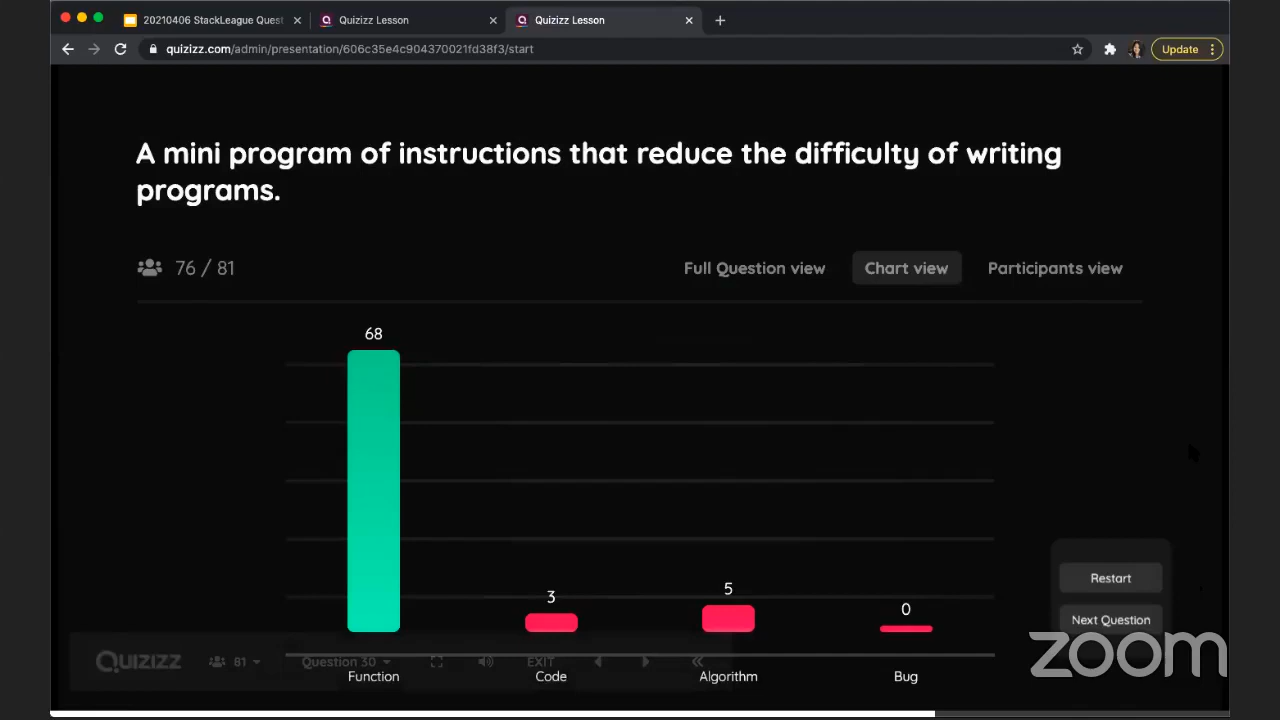 20210406 StackLeague Quest
Quizizz Lesson
Quizizz Lesson
quizizz.com/admin/presentation/606c35e4c904370021fd38f3/start
Update
A mini program of instructions that reduce the difficulty of writing
programs.
76 / 81
Full Question view
Chart view
Participants view
68
3
5
0
Restart
Next Question
Quizizz
81
Question 30
EXIT
zoom
Function
Code
Algorithm
Bug